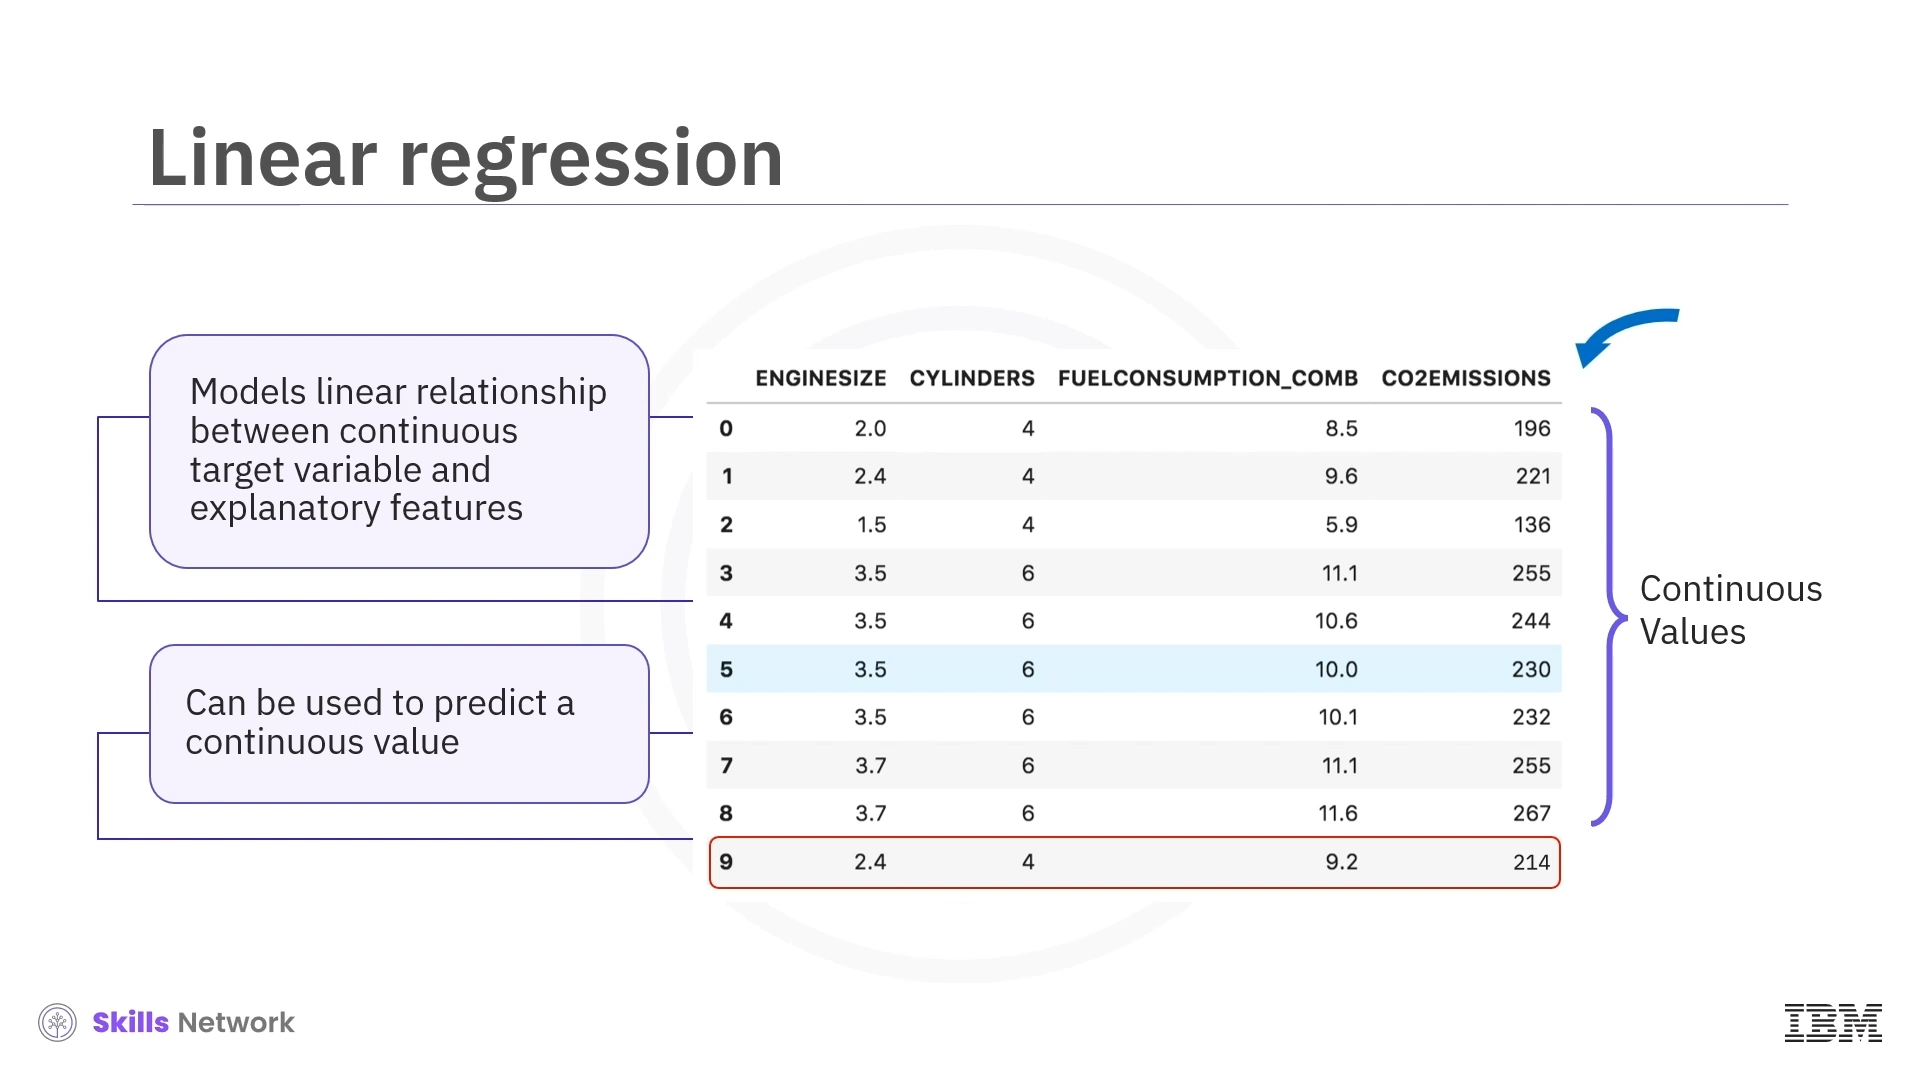 Linear regression
Models linear relationship
between continuous
target variable and
explanatory features
Can be used to predict a
continuous value
ENGINESIZE CYLINDERS FUELCONSUMPTION_COMB CO2EMISSIONS
0 2.0 4 8.5 196
1 2.4 4 9.6 221
2 1.5 4 5.9 136
3 3.5 6 11.1 255
4 3.5 6 10.6 244
5 3.5 6 10.0 230
6 3.5 6 10.1 232
7 3.7 6 11.1 255
8 3.7 6 11.6 267
9 2.4 4 9.2 214
Continuous
Values
Skills Network
IBM